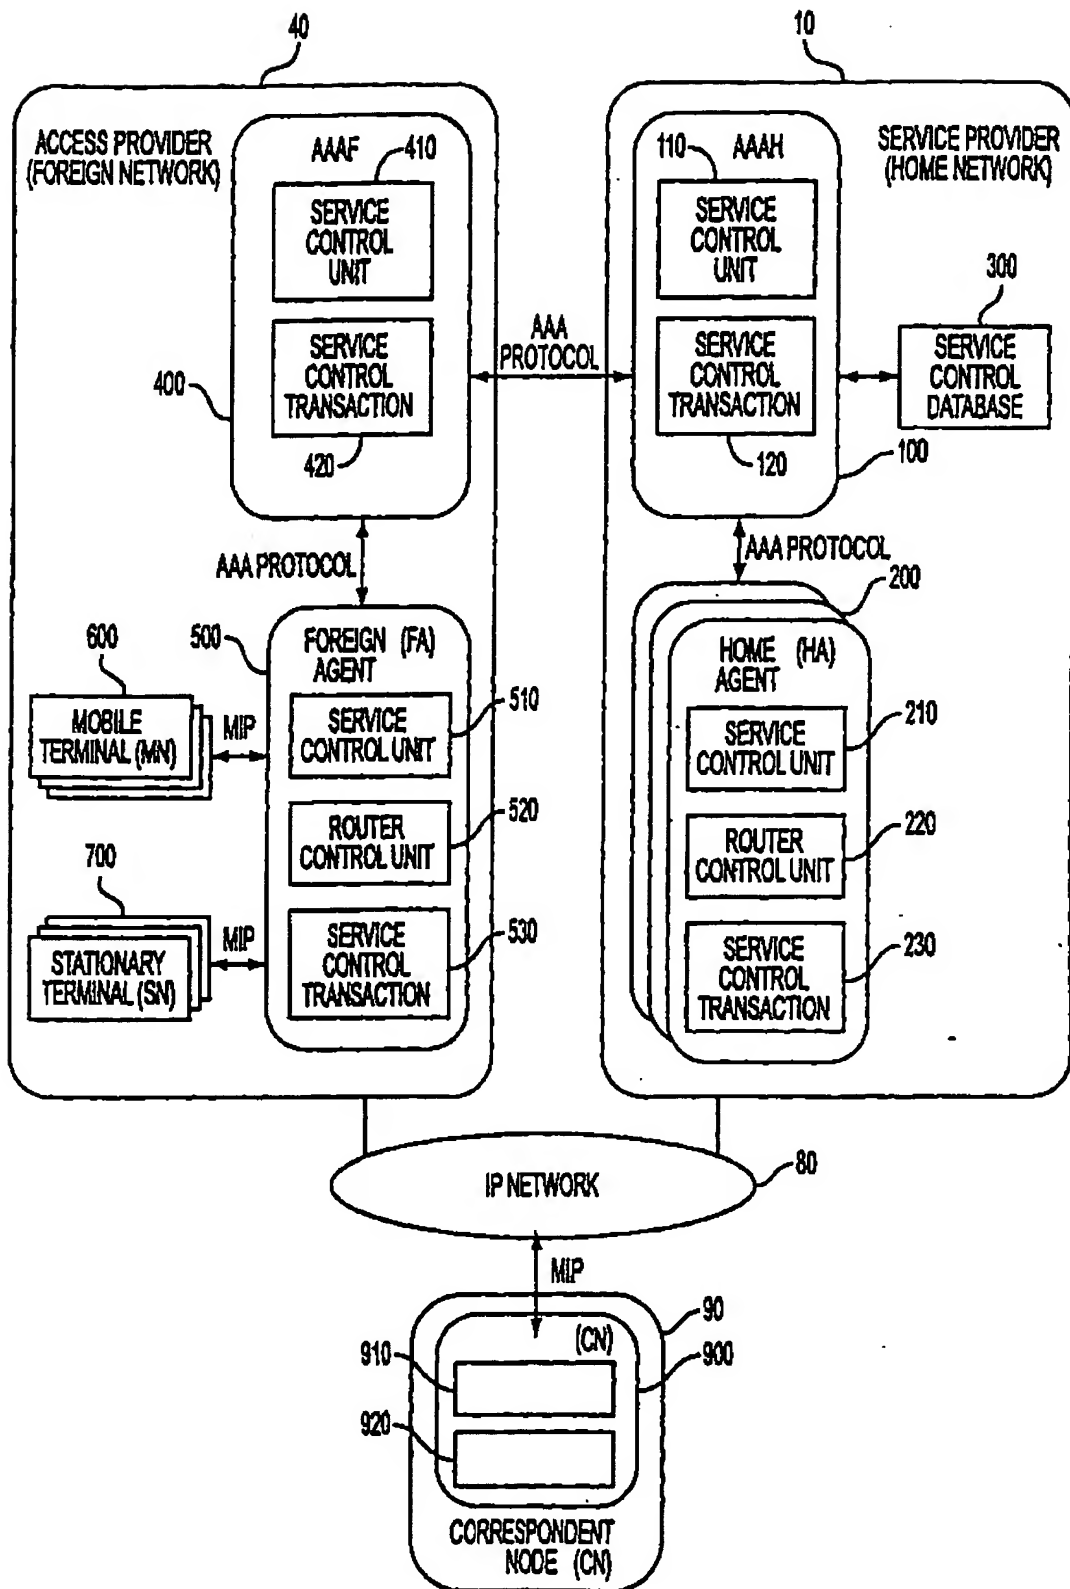 40
10
ACCESS PROVIDER
(FOREIGN NETWORK)
AAAF
410
SERVICE
CONTROL
UNIT
SERVICE
CONTROL
TRANSACTION
420
400
AAA
PROTOCOL
110
AAAH
SERVICE
CONTROL
UNIT
SERVICE
CONTROL
TRANSACTION
120
100
SERVICE PROVIDER
(HOME NETWORK)
300
SERVICE
CONTROL
DATABASE
AAA PROTOCOL
AAA PROTOCOL
600
MOBILE
TERMINAL (MN)
MIP
700
STATIONARY
TERMINAL (SN)
MIP
500
FOREIGN (FA)
AGENT
SERVICE
CONTROL UNIT
510
ROUTER
CONTROL UNIT
520
SERVICE
CONTROL
TRANSACTION
530
200
HOME (HA)
AGENT
SERVICE
CONTROL UNIT
210
ROUTER
CONTROL UNIT
220
SERVICE
CONTROL
TRANSACTION
230
IP NETWORK
80
MIP
90
(CN)
900
910
920
CORRESPONDENT
NODE (CN)